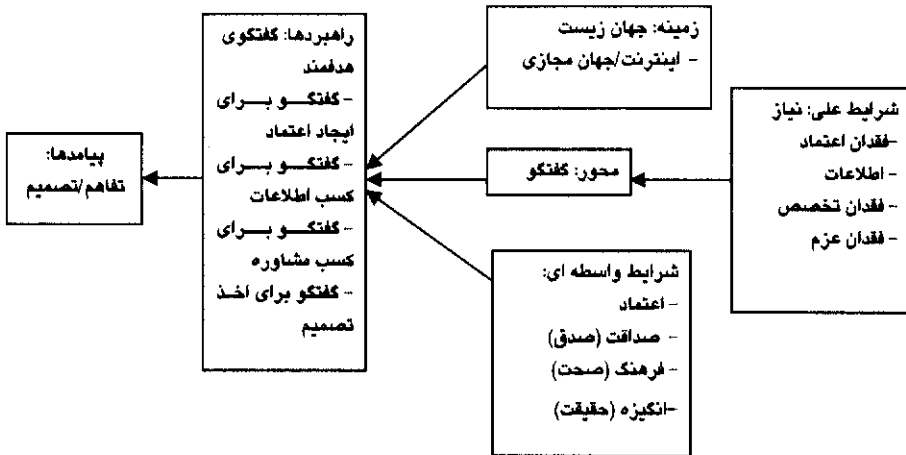 شرایط علی: نیاز
-فقدان اعتماد
- اطلاعات
- فقدان تخصص
- فقدان عزم
زمینه: جهان زیست
- اینترنت/جهان مجازی
محور: گفتگو
شرایط واسطه ای:
- اعتماد
- صداقت (صدق)
- فرهنگ (صحت)
-انگیزه (حقیقت)
راهبردها: گفتگوی
هدفمند
- گفتگو برای
ایجاد اعتماد
- گفتگو برای
کسب اطلاعات
- گفتگو برای
کسب مشاوره
- گفتگو برای اخذ
تصمیم
پیامدها:
تفاهم/تصمیم